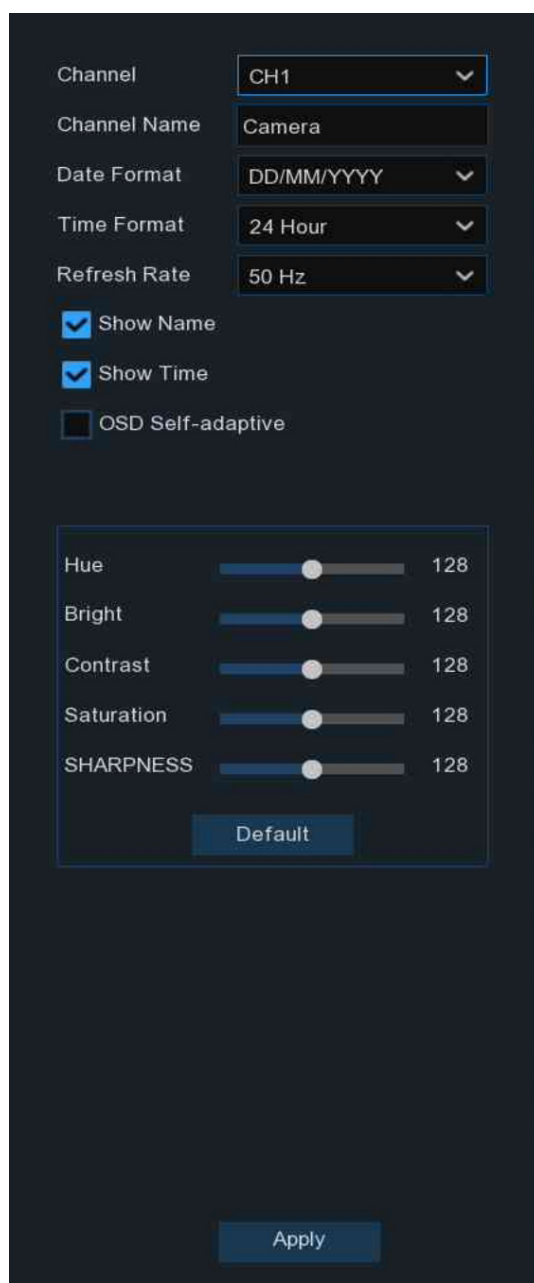 Channel CH1
Channel Name Camera
Date Format DD/MM/YYYY
Time Format 24 Hour
Refresh Rate 50 Hz
Show Name
Show Time
OSD Self-adaptive
Hue 128
Bright 128
Contrast 128
Saturation 128
SHARPNESS 128
Default
Apply